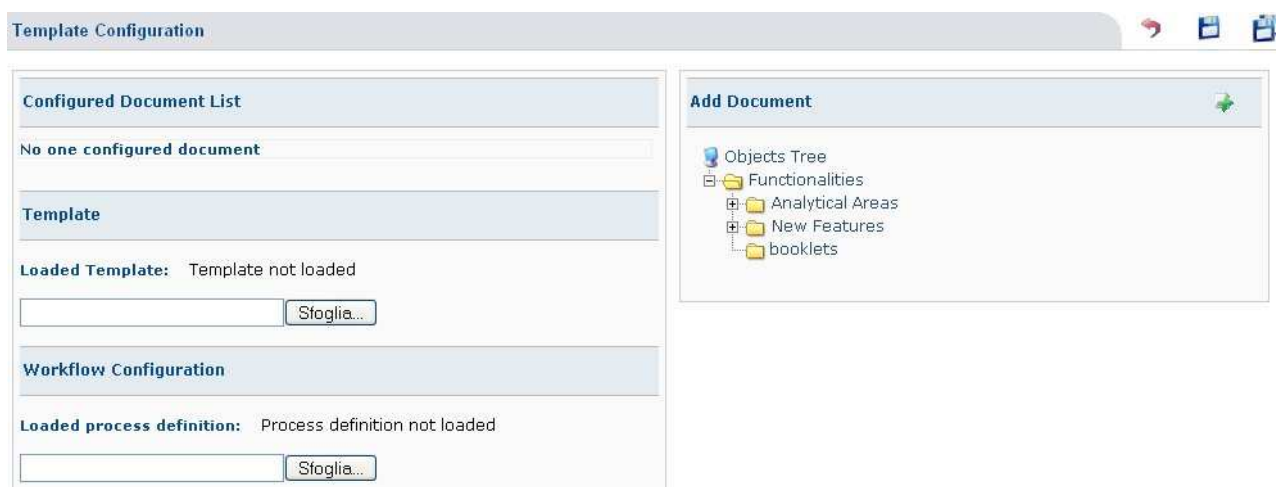 Template Configuration
Configured Document List
No one configured document
Template
Loaded Template: Template not loaded
Sfoglia...
Workflow Configuration
Loaded process definition: Process definition not loaded
Sfoglia...
Add Document
Objects Tree
Functionalities
Analytical Areas
New Features
booklets